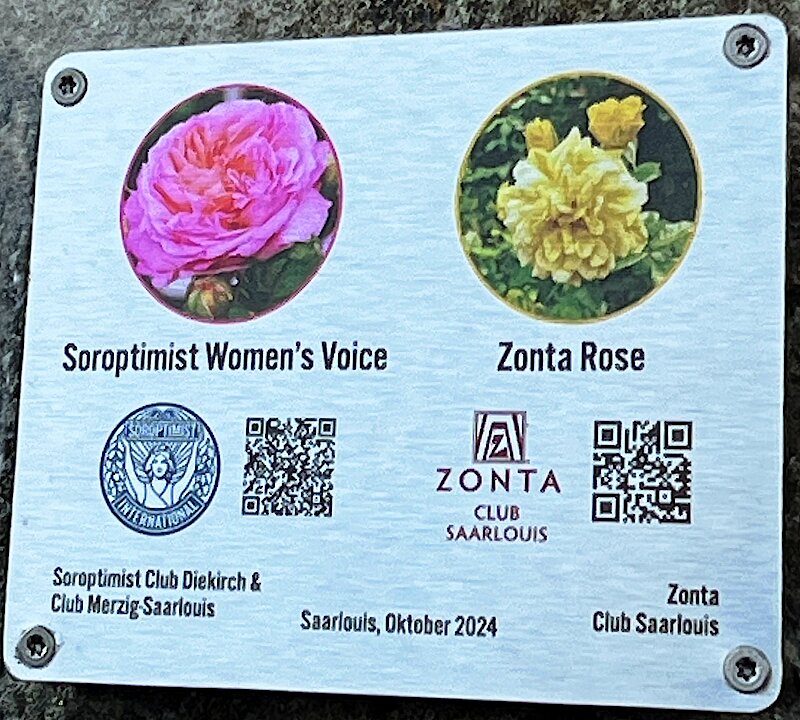 Soroptimist Women's Voice
Zonta Rose
SOROPTIMIST
INTERNATIONAL
ZONTA
CLUB
SAARLOUIS
Soroptimist Club Diekirch &
Club Merzig-Saarlouis
Saarlouis, Oktober 2024
Zonta
Club Saarlouis